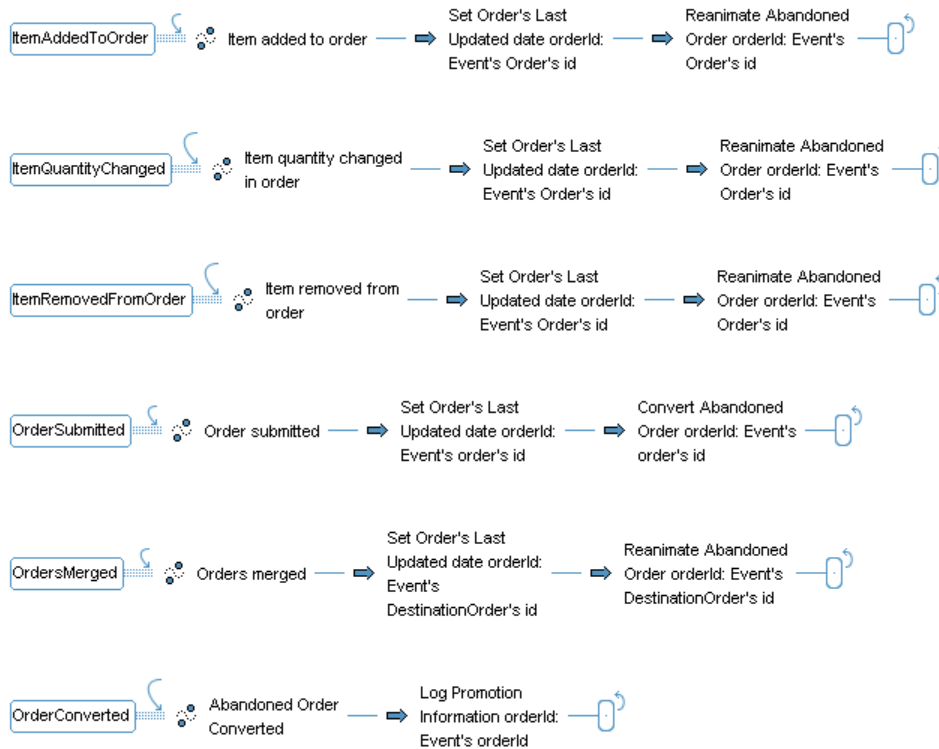 ItemAddedToOrder
Item added to order
Set Order's Last
Updated date orderId:
Event's Order's id
Reanimate Abandoned
Order orderId: Event's
Order's id
ItemQuantityChanged
Item quantity changed
in order
Set Order's Last
Updated date orderId:
Event's Order's id
Reanimate Abandoned
Order orderId: Event's
Order's id
ItemRemovedFromOrder
Item removed from
order
Set Order's Last
Updated date orderId:
Event's Order's id
Reanimate Abandoned
Order orderId: Event's
Order's id
OrderSubmitted
Order submitted
Set Order's Last
Updated date orderId:
Event's order's id
Convert Abandoned
Order orderId: Event's
order's id
OrdersMerged
Orders merged
Set Order's Last
Updated date orderId:
Event's
DestinationOrder's id
Reanimate Abandoned
Order orderId: Event's
DestinationOrder's id
OrderConverted
Abandoned Order
Converted
Log Promotion
Information orderId:
Event's orderId